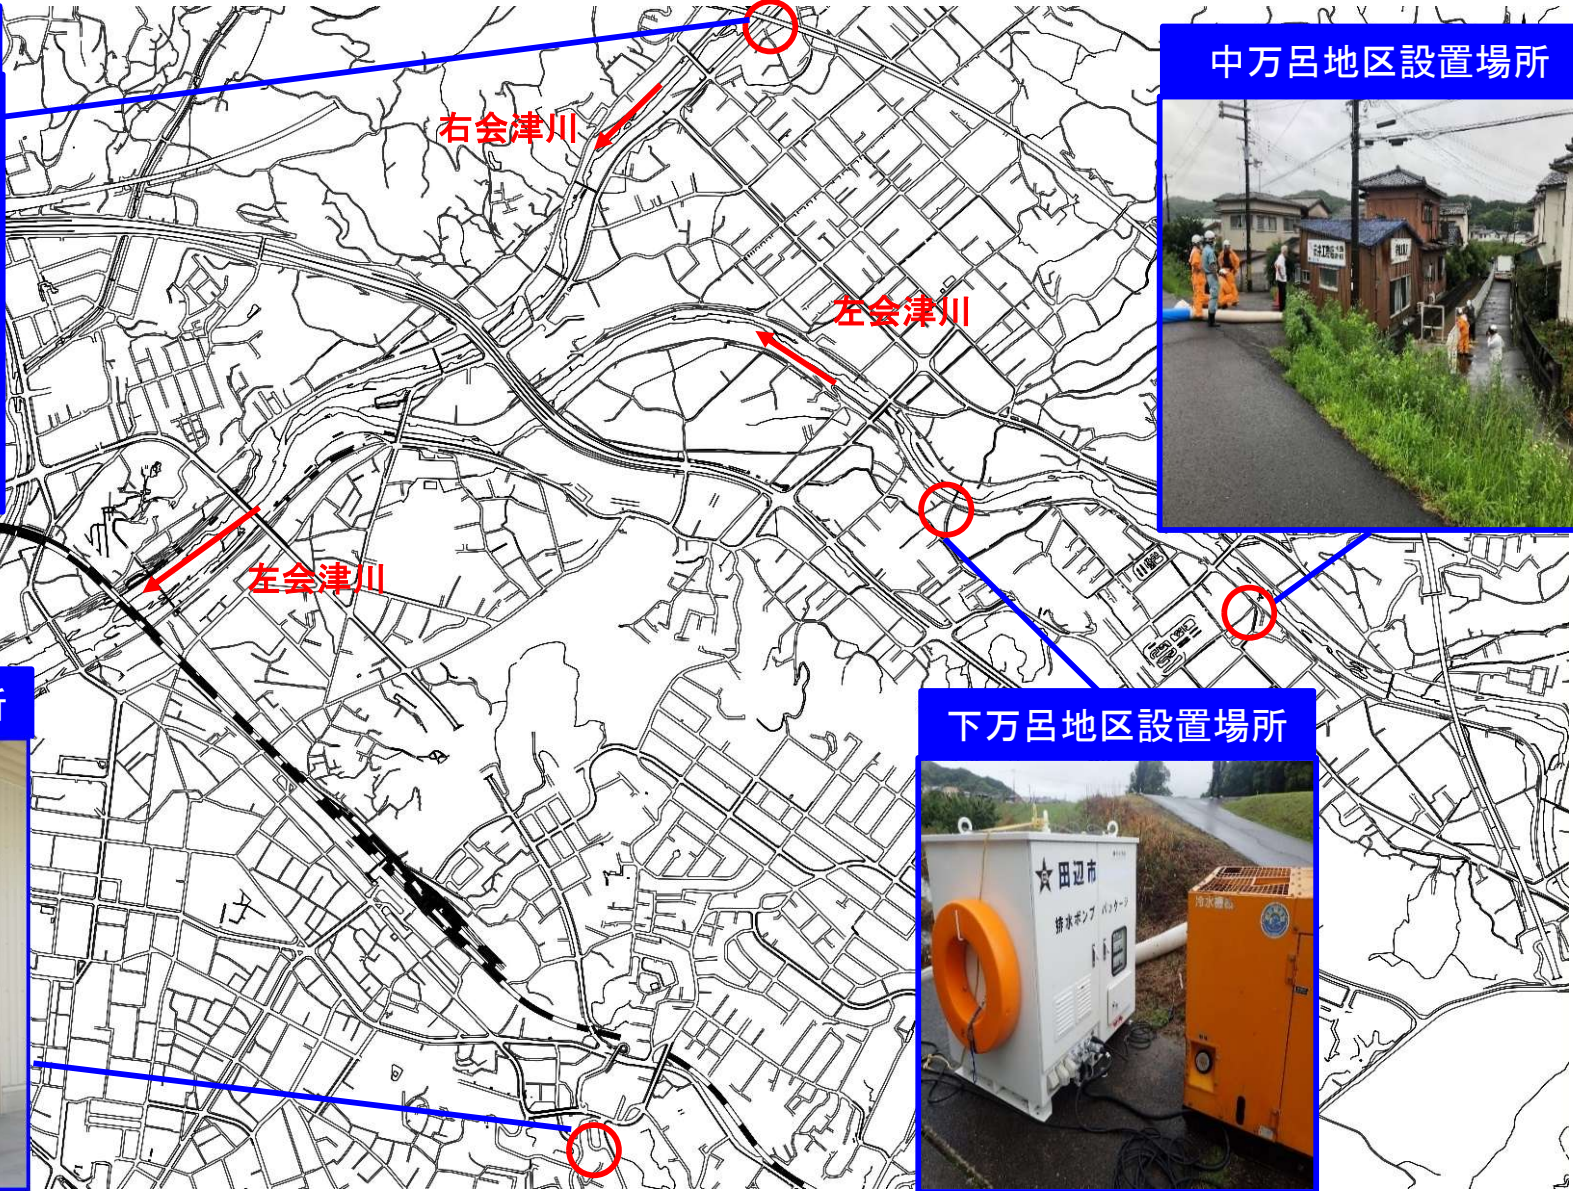 中万呂地区設置場所
右会津川
左会津川
左会津川
所
下万呂地区設置場所
田辺市
排水ポンプ パッケージ